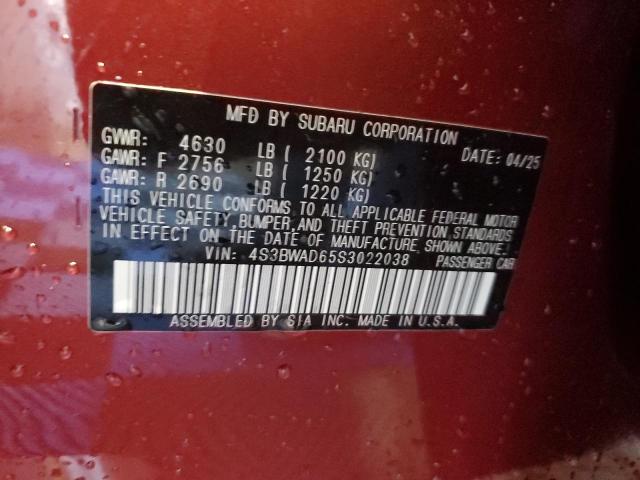 MFD BY SUBARU CORPORATION
GVWR: 4630 LB ( 2100 KG) DATE: 04/25
GAWR: F 2756 LB ( 1250 KG)
GAWR: R 2690 LB ( 1220 KG)
THIS VEHICLE CONFORMS TO ALL APPLICABLE FEDERAL MOTOR
VEHICLE SAFETY, BUMPER, AND THEFT PREVENTION STANDARDS
IN EFFECT ON THE DATE OF MANUFACTURE SHOWN ABOVE.
VIN: 4S3BWAD65S3022038 PASSENGER CAR
ASSEMBLED BY SIA INC. MADE IN U.S.A.